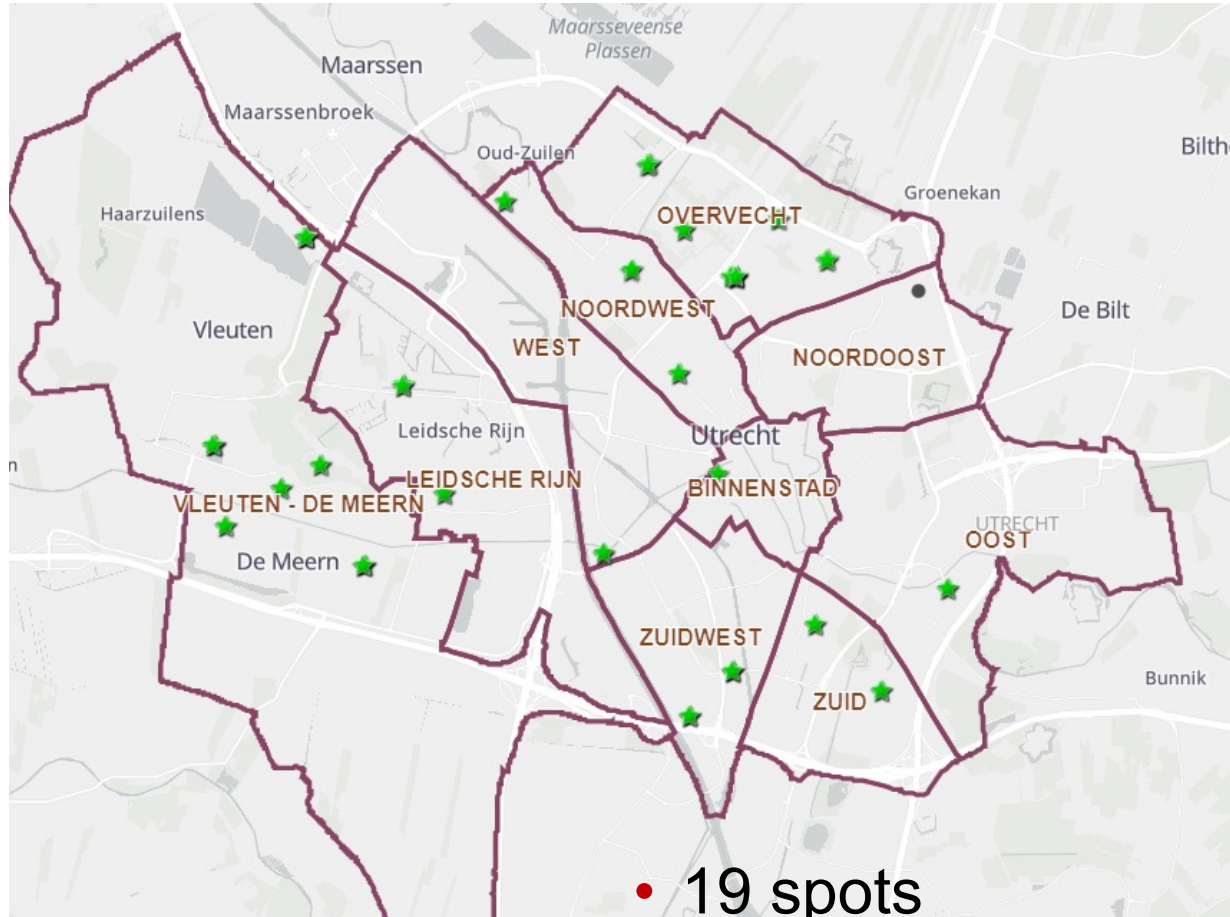 Maarsseveense
Plassen
Maarssen
Maarssenbroek
Oud-Zuilen
Bilth
Groenekan
Haarzuilens
OVERVECHT
Vleuten
NOORDWEST
De Bilt
WEST
NOORDOOST
Leidsche Rijn
Utrecht
n
LEIDSCHE RIJN
BINNENSTAD
VLEUTEN - DE MEERN
UTRECHT
OOST
De Meern
ZUIDWEST
Bunnik
ZUID
• 19 spots